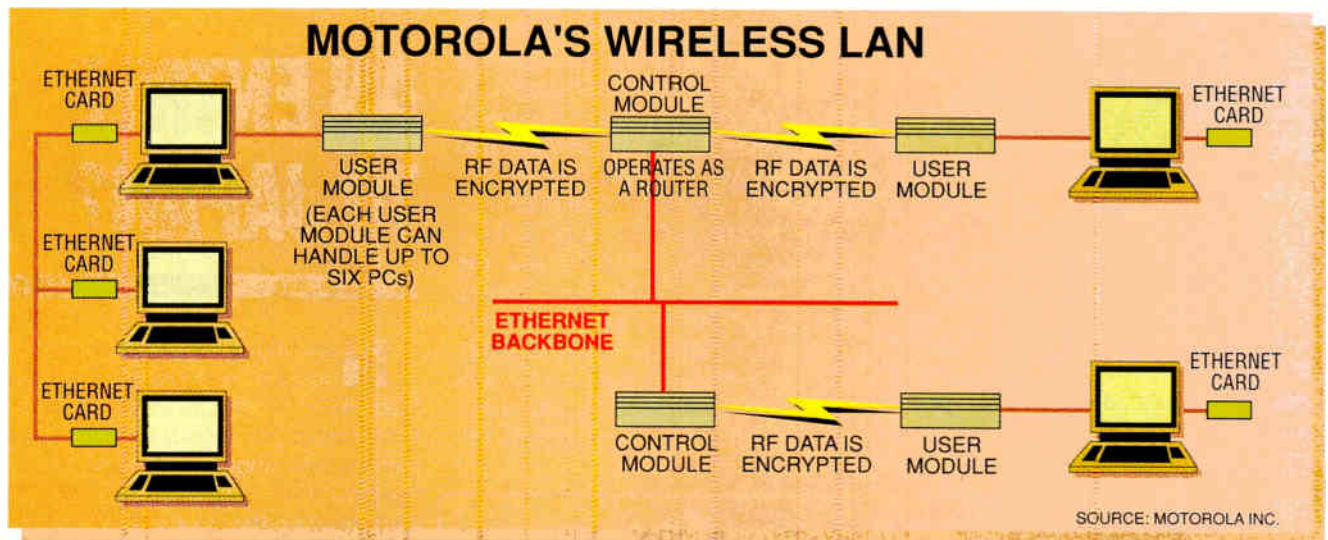 MOTOROLA'S WIRELESS LAN
ETHERNET
CARD
CONTROL
MODULE
ETHERNET
CARD
USER
MODULE
(EACH USER
MODULE CAN
HANDLE UP TO
SIX PCs)
RF DATA IS
ENCRYPTED
OPERATES AS
A ROUTER
RF DATA IS
ENCRYPTED
USER
MODULE
ETHERNET
CARD
ETHERNET
BACKBONE
ETHERNET
CARD
ETHERNET
CARD
CONTROL
MODULE
RF DATA IS
ENCRYPTED
USER
MODULE
SOURCE: MOTOROLA INC.